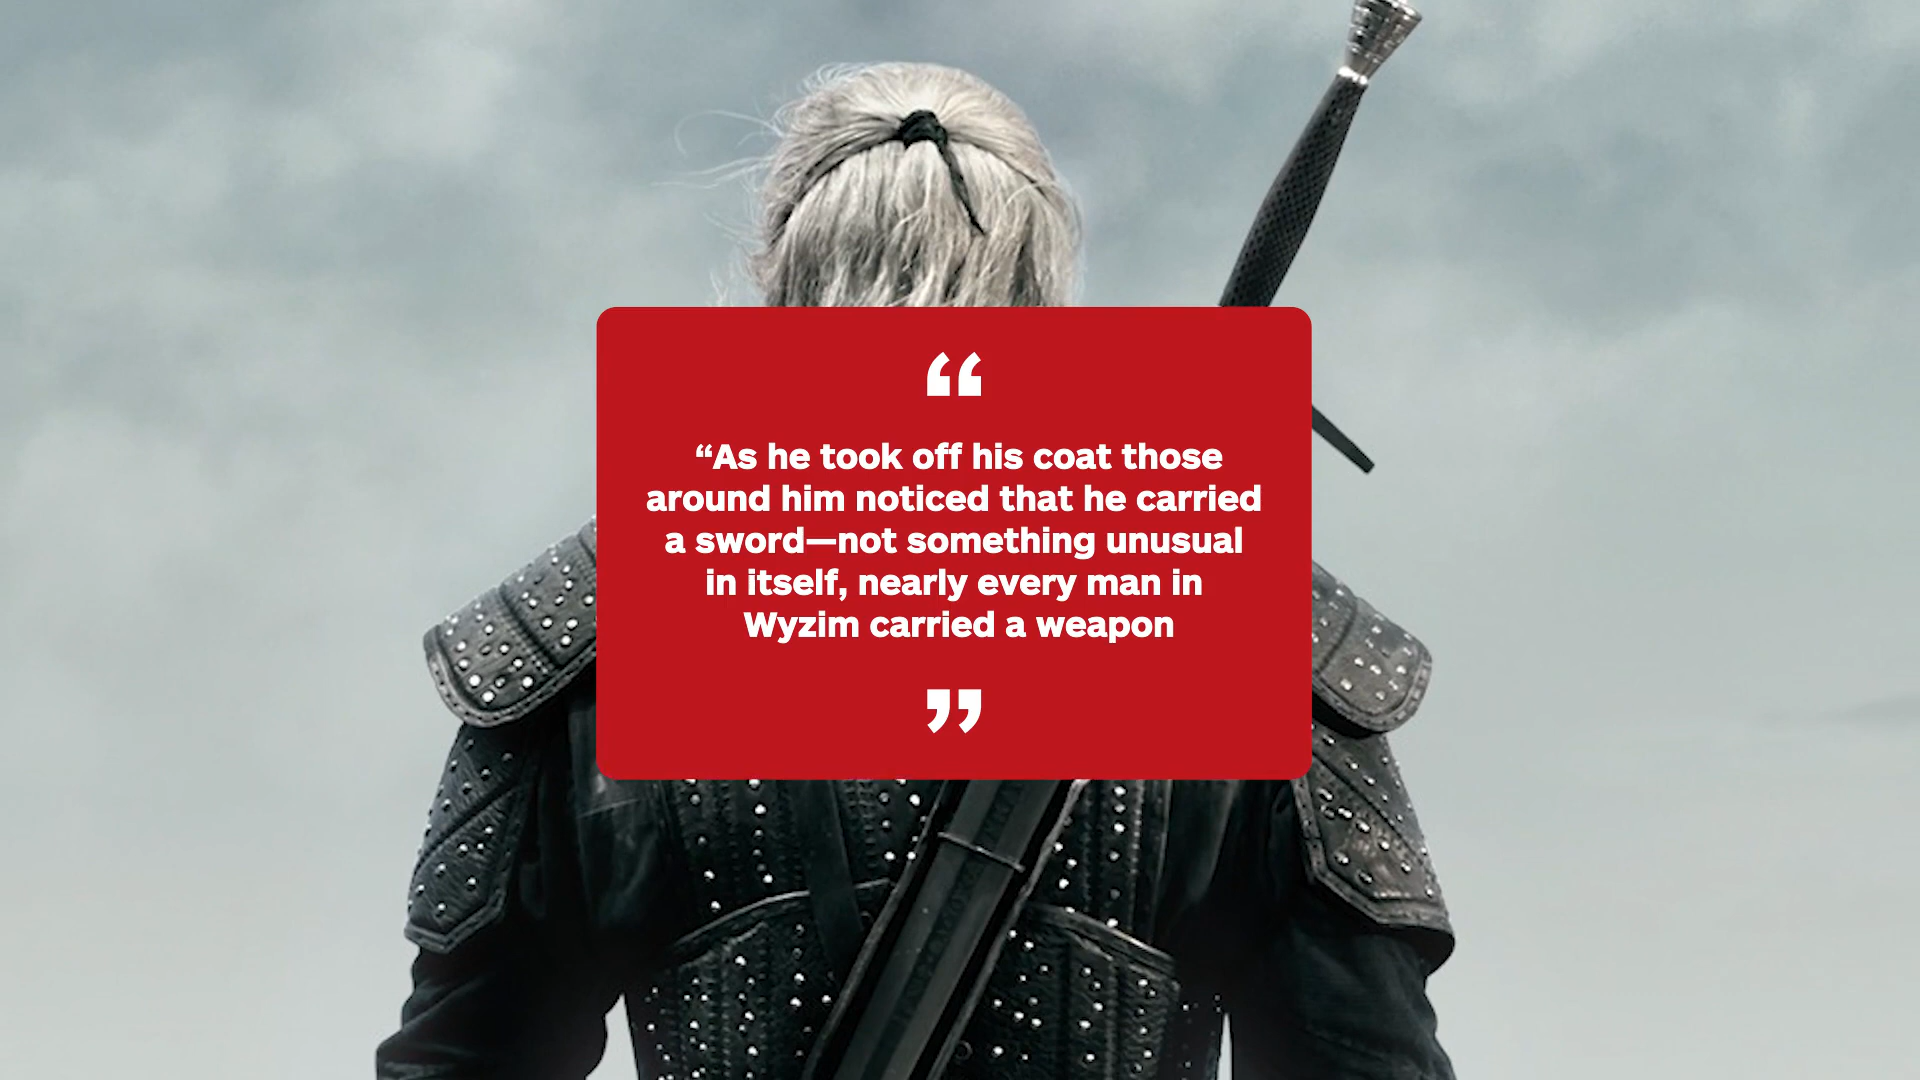 “
“As he took off his coat those
around him noticed that he carried
a sword—not something unusual
in itself, nearly every man in
Wyzim carried a weapon
”